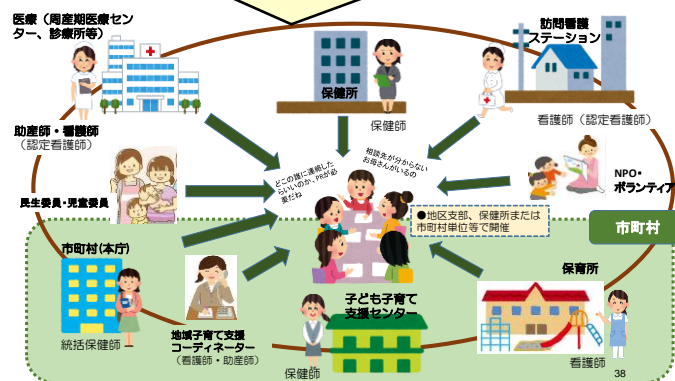 医療（周産期医療セン
ター、診療所等）
助産師・看護師
（認定看護師）
保健所
保健師
訪問看護
ステーション
看護師（認定看護師）
民生委員・児童委員
どこの誰に連絡した
らいいのか、PRが必
要だね
相談先が分からない
お母さんがいるの
NPO・
ボランティア
●地区支部、保健所または
市町村単位等で開催
市町村
市町村(本庁)
統括保健師
地域子育て支援
コーディネーター
（看護師・助産師）
子ども子育て
支援センター
保健師
保育所
看護師
38